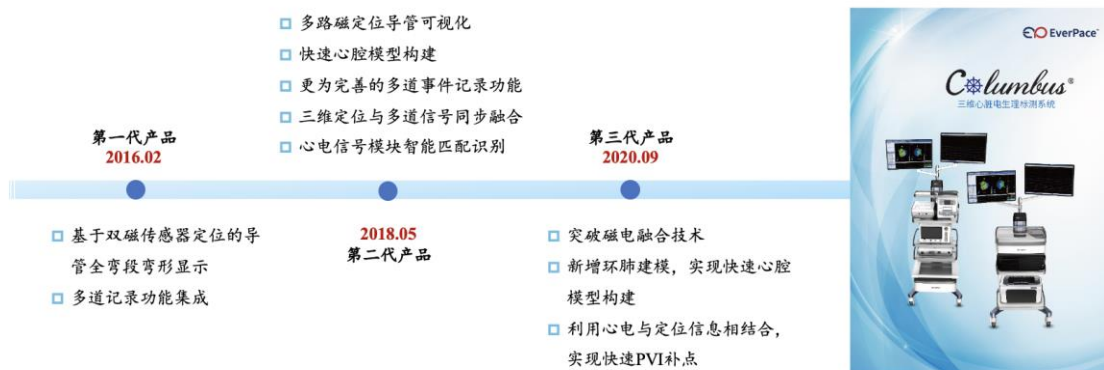 多路磁定位导管可视化
快速心腔模型构建
更为完善的多道事件记录功能
三维定位与多道信号同步融合
心电信号模块智能匹配识别
第一代产品
2016.02
第三代产品
2020.09
基于双磁传感器定位的导
管全弯段弯形显示
多道记录功能集成
2018.05
第二代产品
突破磁电融合技术
新增环肺建模，实现快速心腔
模型构建
利用心电与定位信息相结合，
实现快速PVI补点
EverPace
Columbus®
三维心脏电生理标测系统